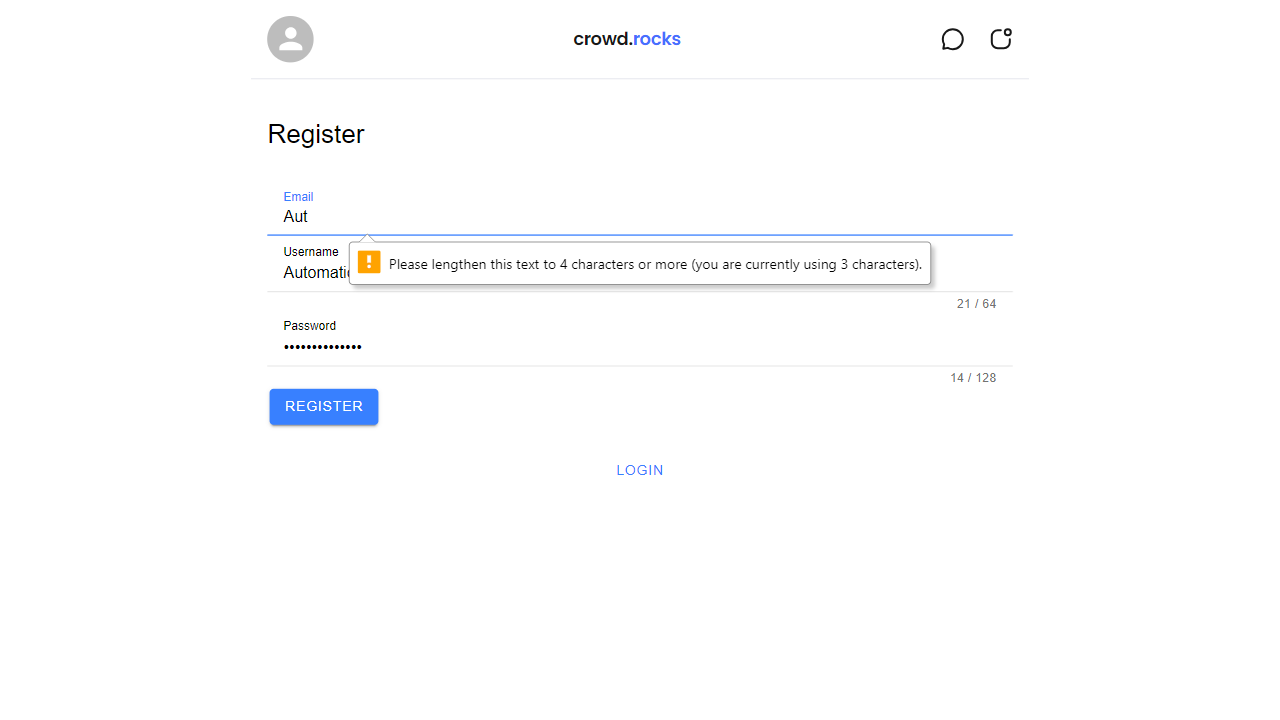 crowd.rocks
Register
Email
Aut
Username
Please lengthen this text to 4 characters or more (you are currently using 3 characters).
21 / 64
Password
••••••••••••••
14 / 128
REGISTER
LOGIN